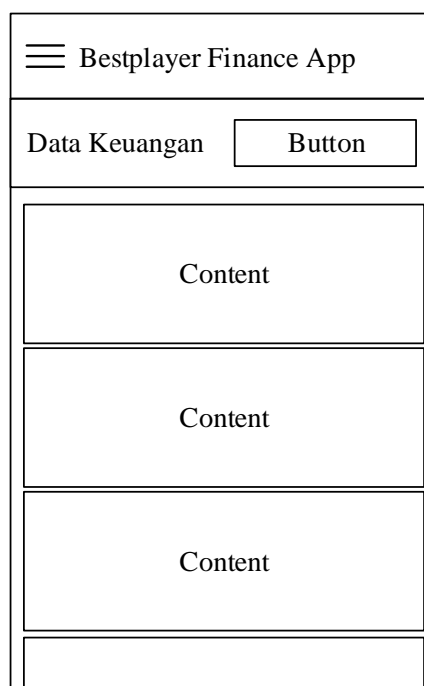 Bestplayer Finance App
Data Keuangan Button
Content
Content
Content